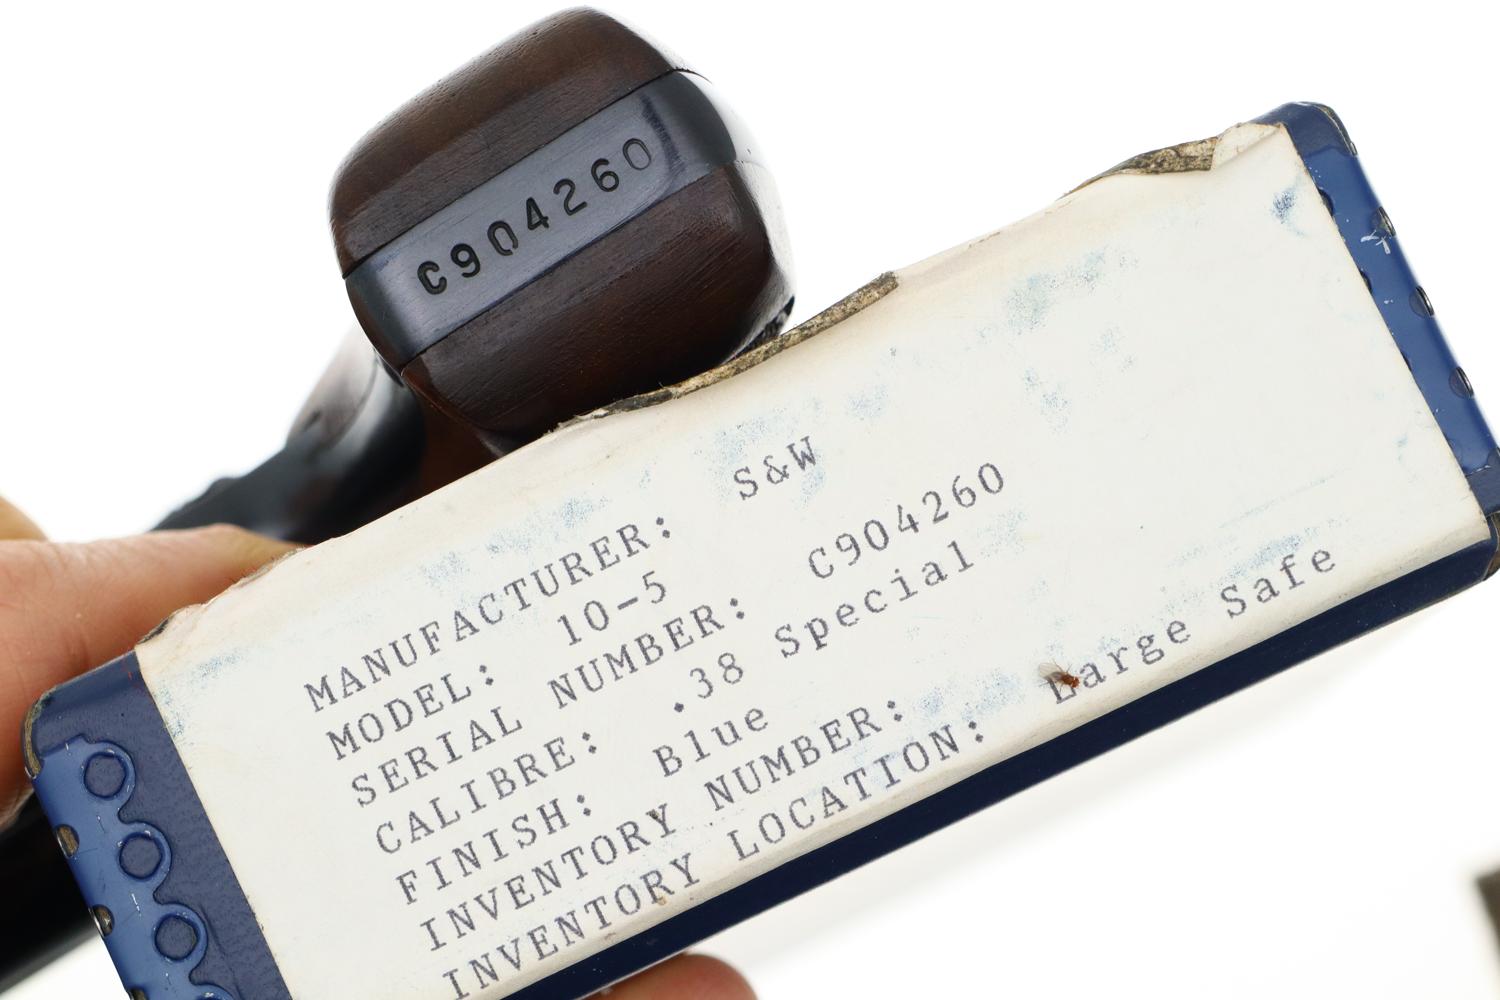 C904260
MANUFACTURER: S&W
MODEL: 10-5
SERIAL NUMBER: C904260
CALIBRE: .38 Special
FINISH: Blue
INVENTORY NUMBER:
INVENTORY LOCATION: Large Safe